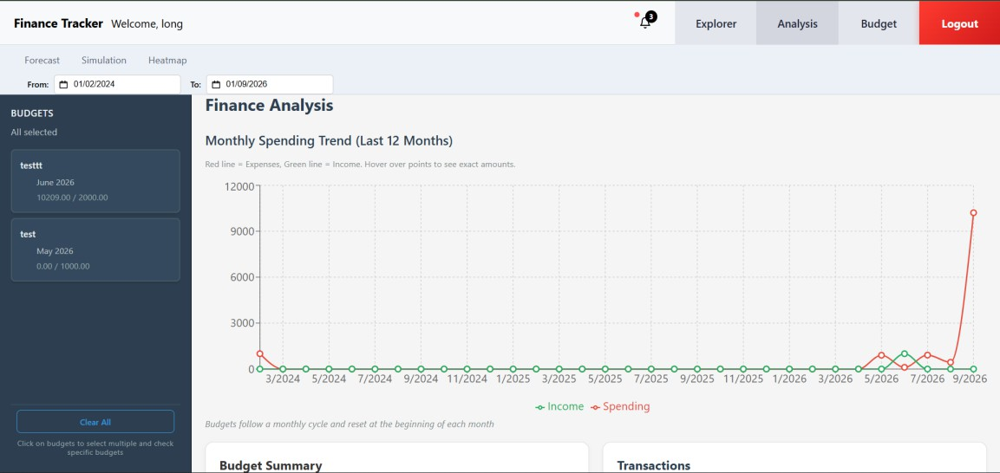 Finance Tracker Welcome, long
3
Explorer
Analysis
Budget
Logout
Forecast Simulation Heatmap
From: 01/02/2024 To: 01/09/2026
BUDGETS
All selected
testtt
June 2026
10209.00 / 2000.00
test
May 2026
0.00 / 1000.00
Clear All
Click on budgets to select multiple and check
specific budgets
Finance Analysis
Monthly Spending Trend (Last 12 Months)
Red line = Expenses, Green line = Income. Hover over points to see exact amounts.
12000
9000
6000
3000
0
3/2024 5/2024 7/2024 9/2024 11/2024 1/2025 3/2025 5/2025 7/2025 9/2025 11/2025 1/2026 3/2026 5/2026 7/2026 9/2026
Income Spending
Budgets follow a monthly cycle and reset at the beginning of each month
Budget Summary
Transactions